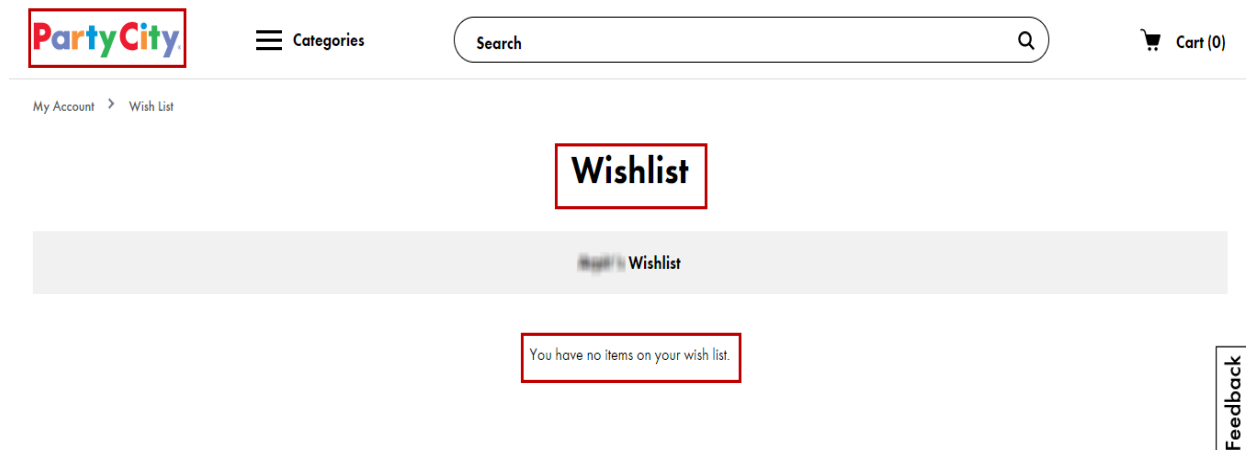 Party City
Categories
Search
Cart (0)
My Account > Wish List
Wishlist
Wishlist
You have no items on your wish list.
Feedback